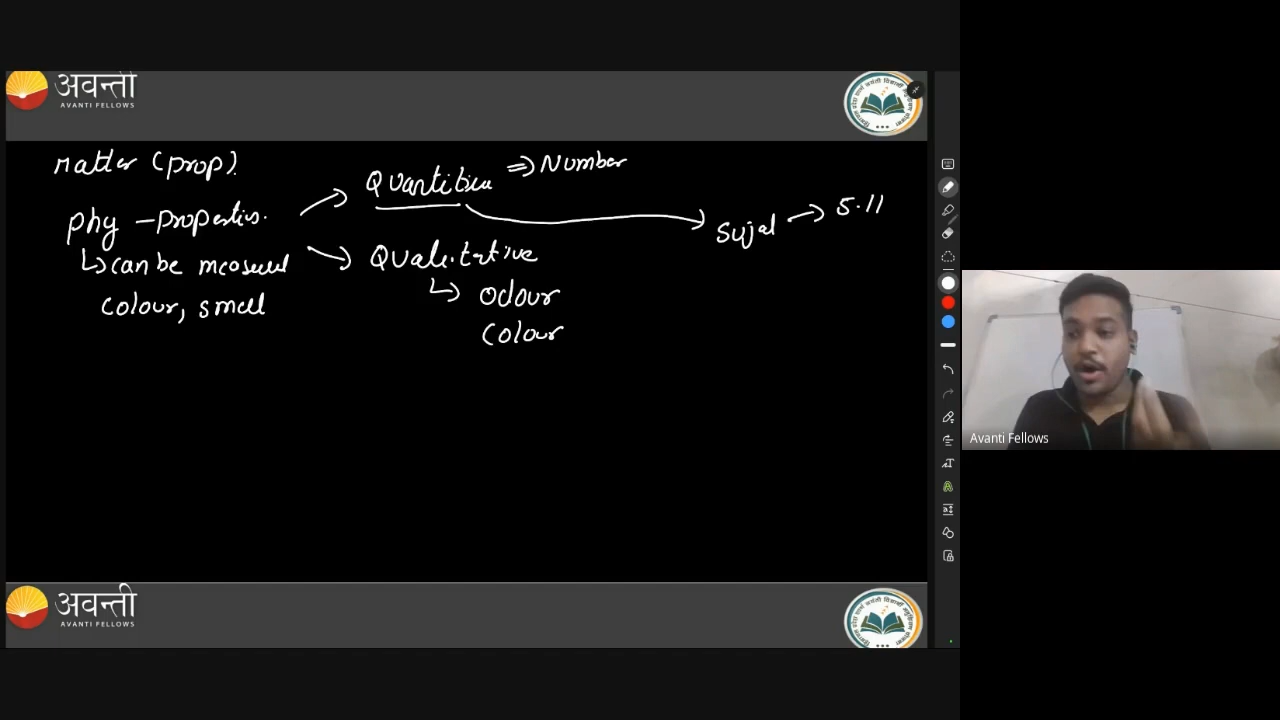 अवन्ती
AVANTI FELLOWS
Matter (prop).
Quantitive ⇒ Number
phy - properties.
Sujal → 5.11
↳ can be measured
Qualitative
colour, smell
↳ Odour
Colour
Avanti Fellows
अवन्ती
AVANTI FELLOWS